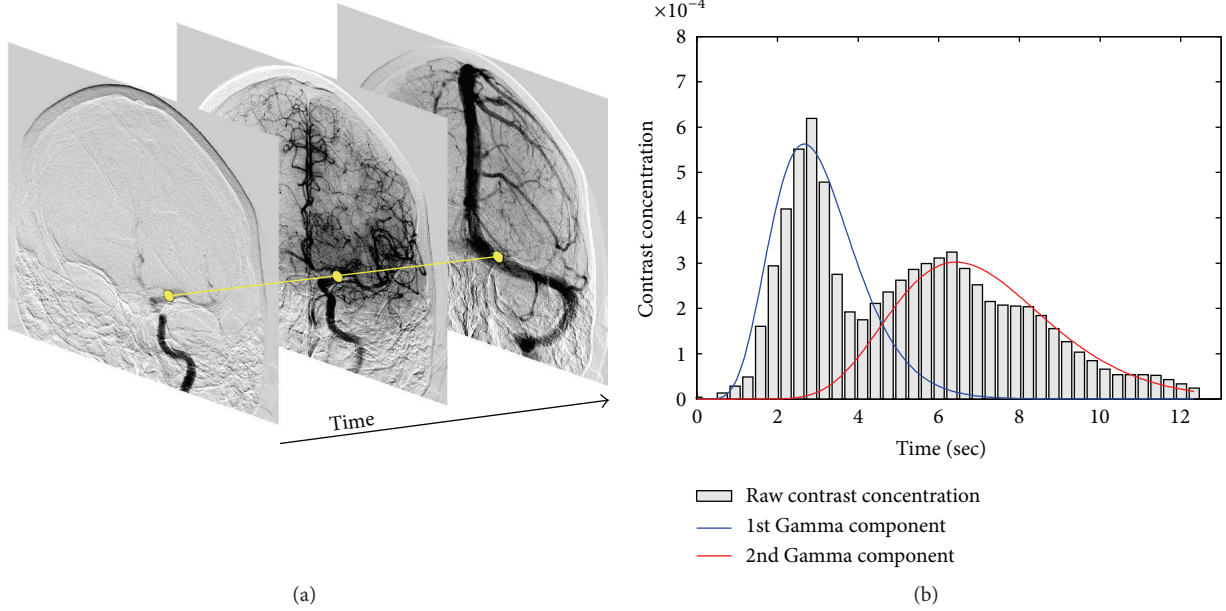 Time
(a)
×10⁻⁴
8
7
6
5
4
3
2
1
0
Contrast concentration
0 2 4 6 8 10 12
Time (sec)
Raw contrast concentration
1st Gamma component
2nd Gamma component
(b)